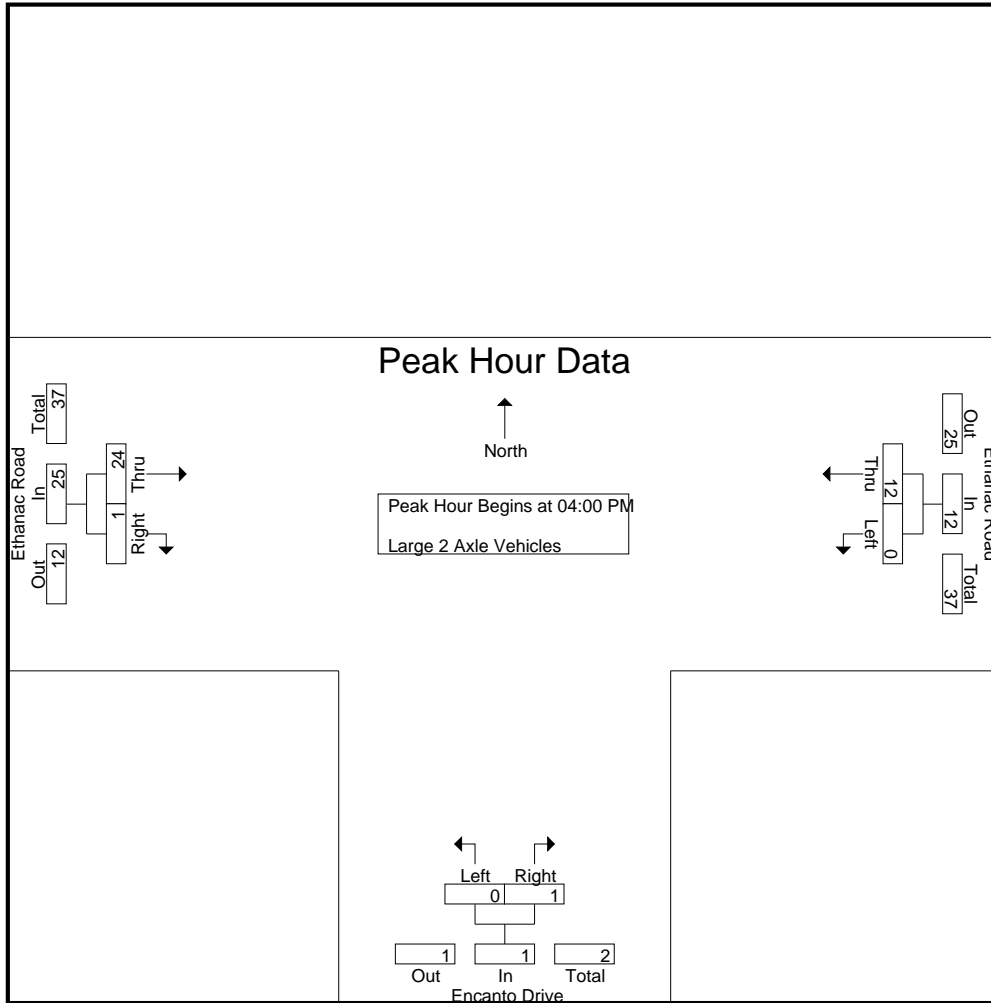 Peak Hour Data
North
Peak Hour Begins at 04:00 PM
Large 2 Axle Vehicles
Ethanac Road
Out In Total
12 25 37
Right Thru
1 24
Ethanac Road
Out In Total
25 12 37
Thru Left
12 0
Left Right
0 1
1 1 2
Out In Total
Encanto Drive